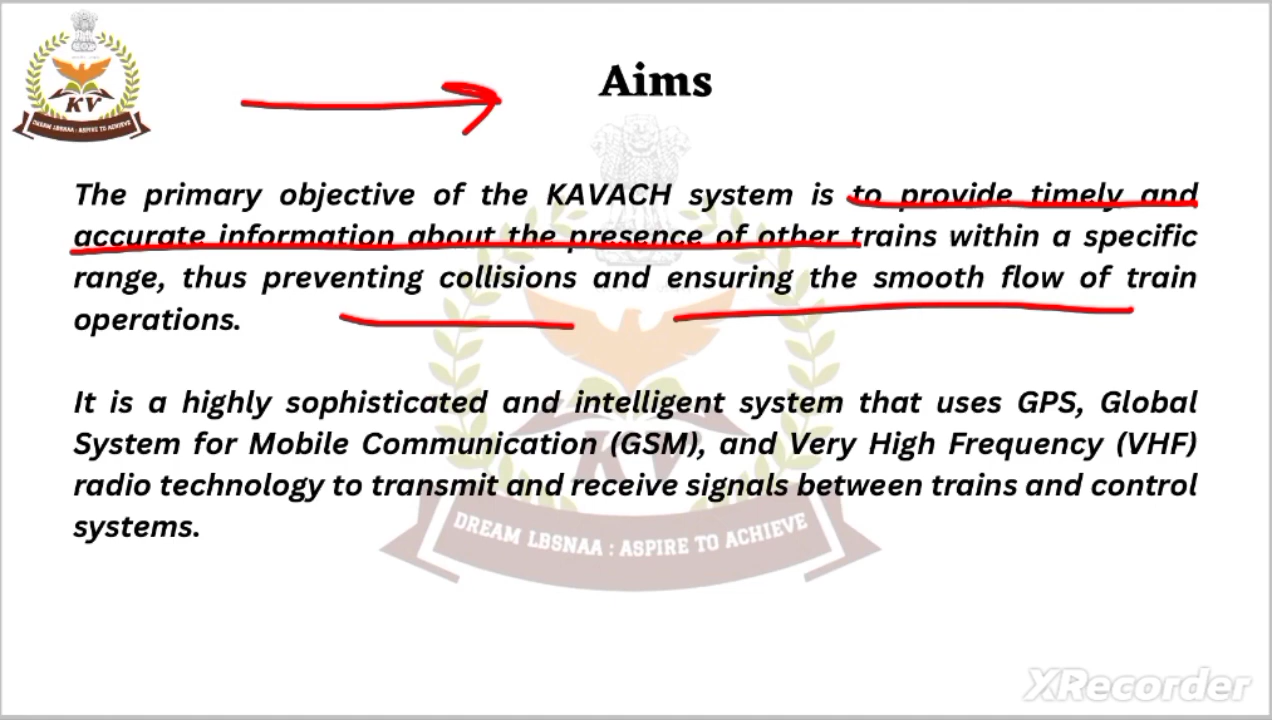 Aims
KV
DREAM LBSNAA : ASPIRE TO ACHIEVE
The primary objective of the KAVACH system is to provide timely and
accurate information about the presence of other trains within a specific
range, thus preventing collisions and ensuring the smooth flow of train
operations.
It is a highly sophisticated and intelligent system that uses GPS, Global
System for Mobile Communication (GSM), and Very High Frequency (VHF)
radio technology to transmit and receive signals between trains and control
systems.
KV
DREAM LBSNAA : ASPIRE TO ACHIEVE
XRecorder